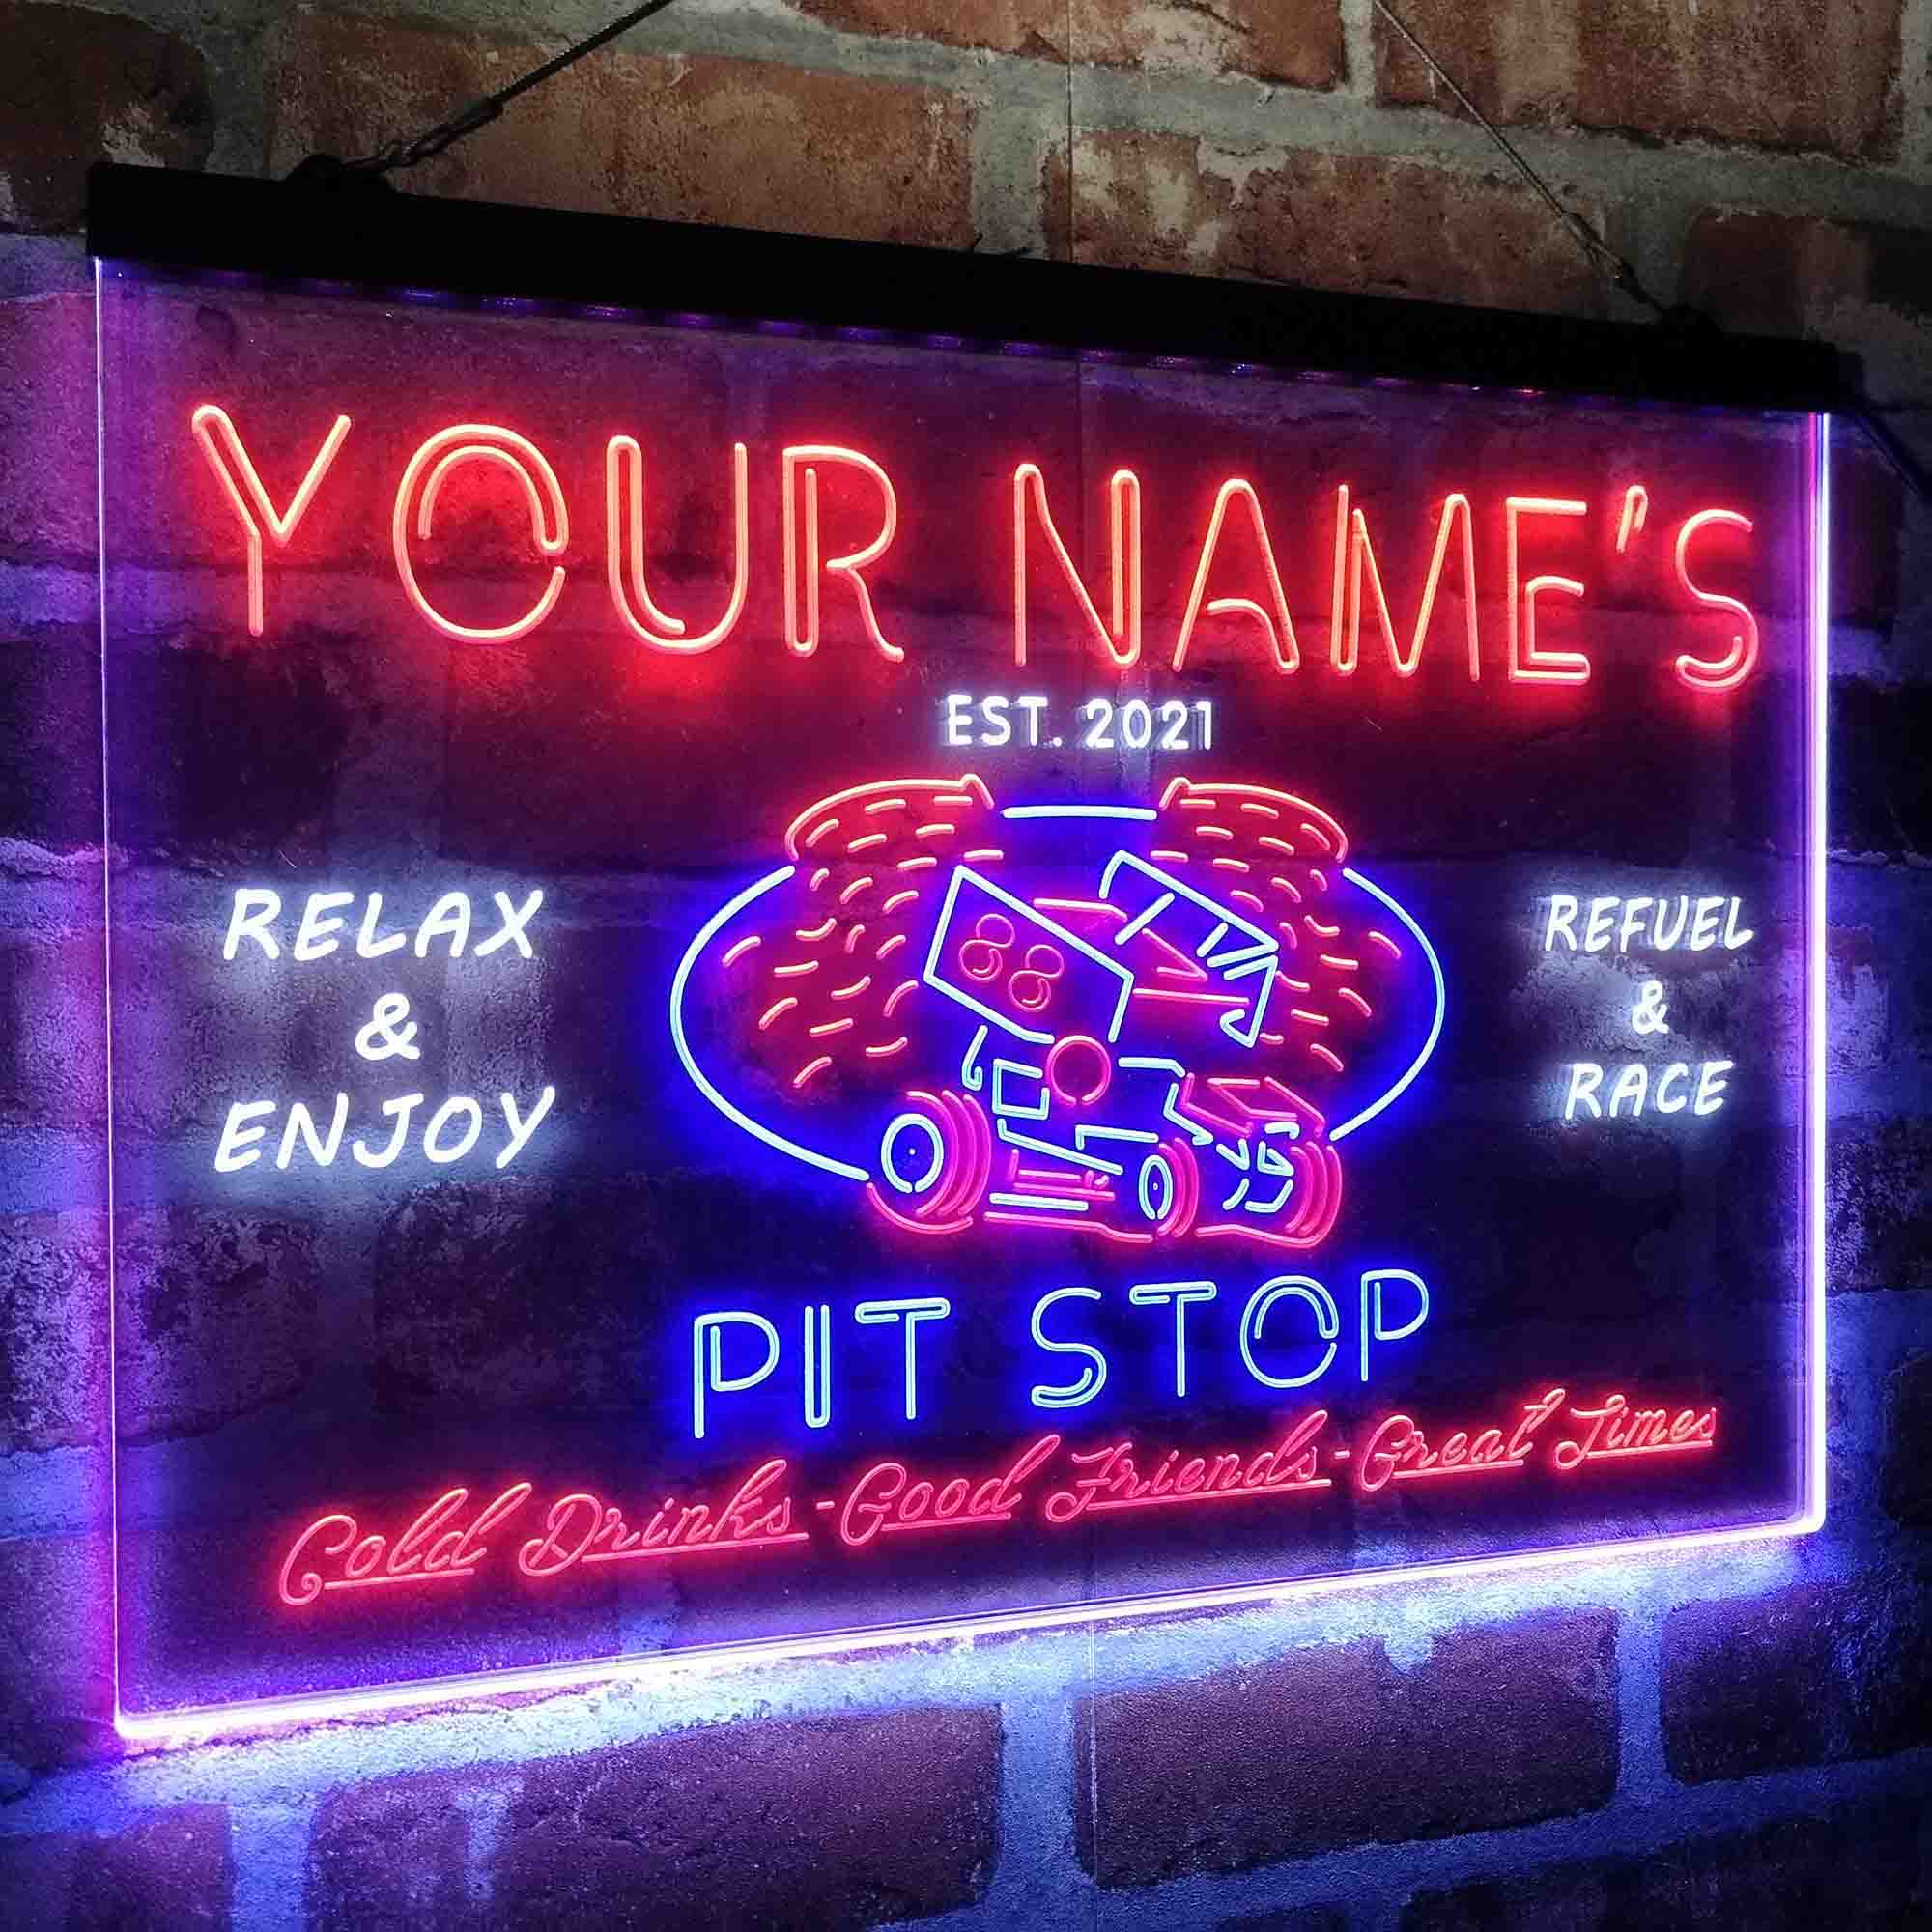 YOUR NAME'S
EST. 2021
RELAX
&
ENJOY
88
REFUEL
&
RACE
PIT STOP
Cold Drinks - Good Friends - Great Times